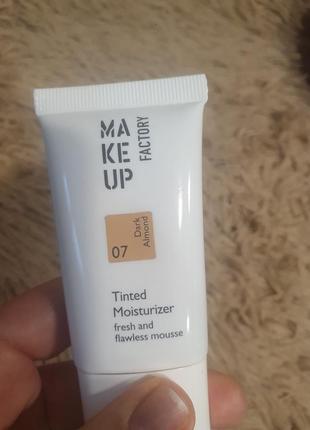 MA
KE
UP
FACTORY
07
Dark
Almond
Tinted
Moisturizer
fresh and
flawless mousse